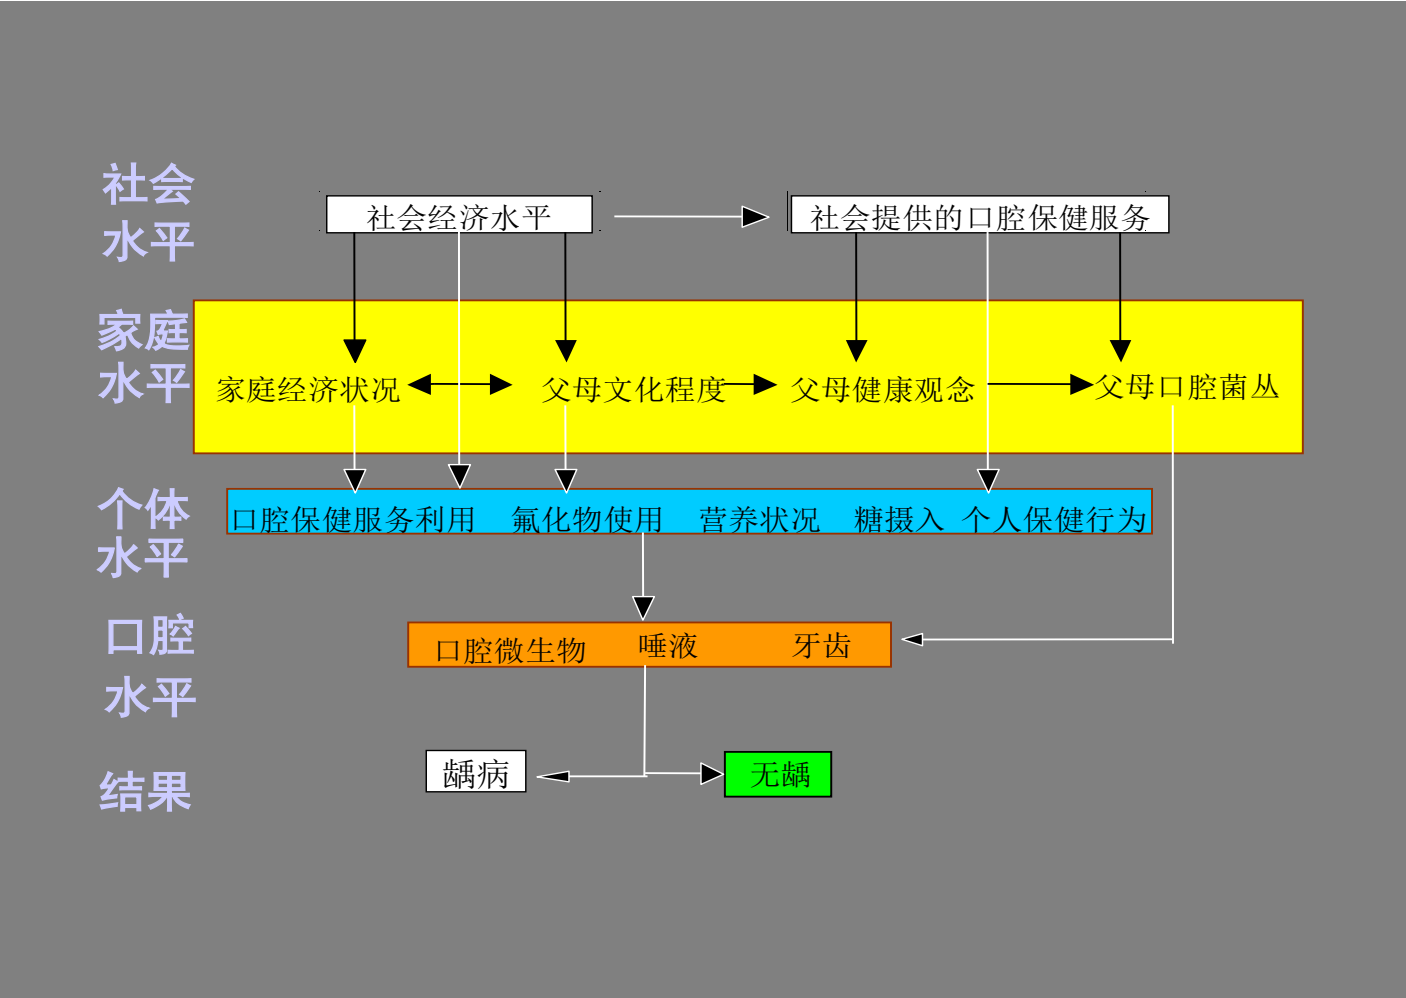 社会
水平
社会经济水平
社会提供的口腔保健服务
家庭
水平
家庭经济状况
父母文化程度
父母健康观念
父母口腔菌丛
个体
水平
口腔保健服务利用 氟化物使用 营养状况 糖摄入 个人保健行为
口腔
水平
口腔微生物 唾液 牙齿
结果
龋病
无龋